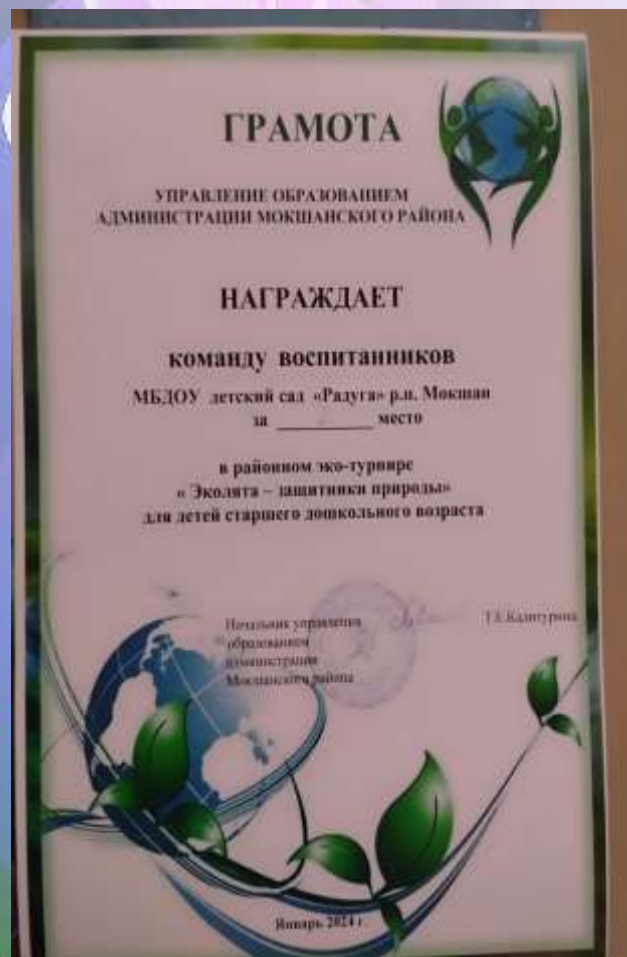 ГРАМОТА
УПРАВЛЕНИЕ ОБРАЗОВАНИЕМ
АДМИНИСТРАЦИИ МОКШАНСКОГО РАЙОНА
НАГРАЖДАЕТ
команду воспитанников
МБДОУ детский сад «Радуга» р.п. Мокшан
за __________ место
в районном эко-турнире
« Эколята – защитники природы»
для детей старшего дошкольного возраста
Начальник управления
образованием
администрации
Мокшанского района
Январь 2024 г.